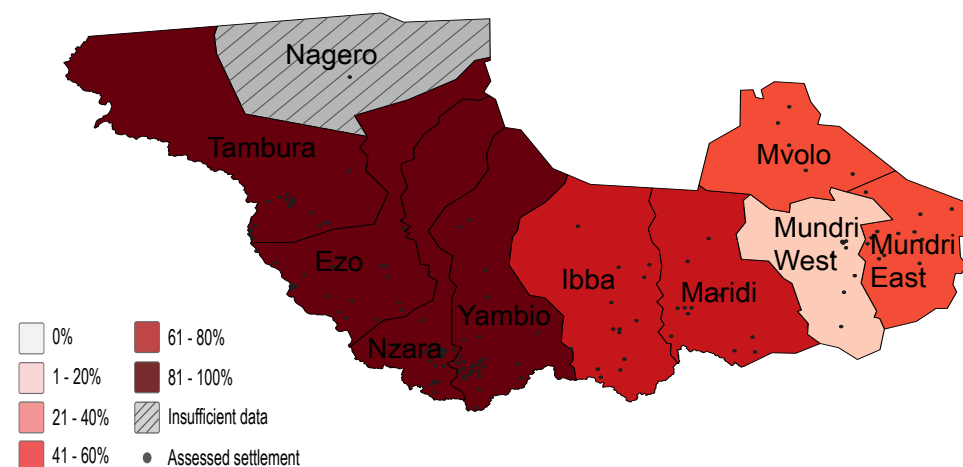 Nagero
Tambura
Mvolo
Mundri
West
Mundri
East
Ezo
Ibba
Maridi
Yambio
Nzara
0%
1 - 20%
21 - 40%
41 - 60%
61 - 80%
81 - 100%
Insufficient data
Assessed settlement